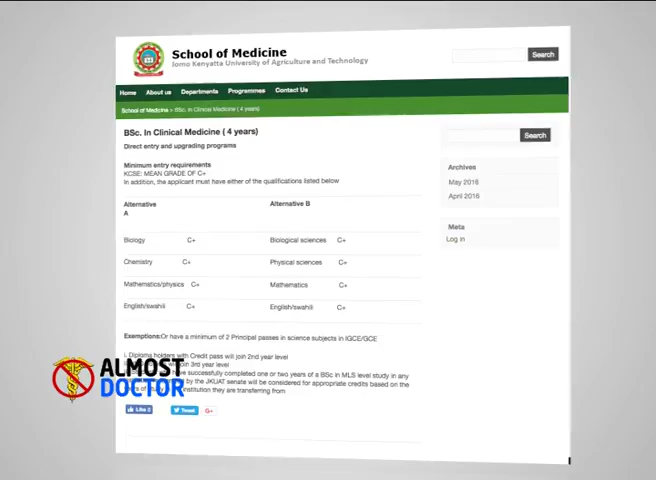 School of Medicine
Jomo Kenyatta University of Agriculture and Technology
Search
Home About us Departments Programmes Contact Us
School of Medicine > BSc. in Clinical Medicine ( 4 years)
BSc. In Clinical Medicine ( 4 years)
Search
Direct entry and upgrading programs
Minimum entry requirements
KCSE: MEAN GRADE OF C+
In addition, the applicant must have either of the qualifications listed below
Archives
May 2016
April 2016
Alternative A
Alternative B
Meta
Log in
Biology C+ Biological sciences C+
Chemistry C+ Physical sciences C+
Mathematics/physics C+ Mathematics C+
English/swahili C+ English/swahili C+
Exemptions:Or have a minimum of 2 Principal passes in science subjects in IGCE/GCE
i. Diploma holders with Credit pass will join 2nd year level
join 3rd year level
have successfully completed one or two years of a BSc in MLS level study in any
by the JKUAT senate will be considered for appropriate credits based on the
institution they are transferring from
ALMOST
DOCTOR
Like 2 Tweet G+